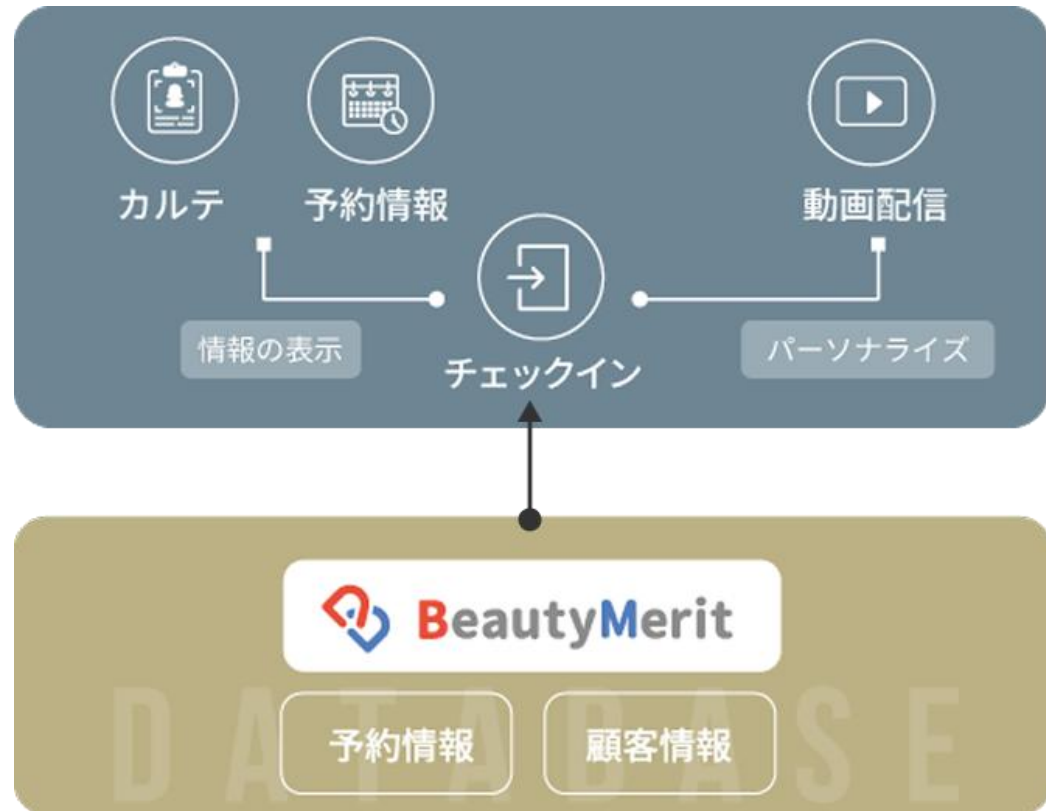 カルテ
予約情報
動画配信
情報の表示
チェックイン
パーソナライズ
BeautyMerit
DATABASE
予約情報
顧客情報